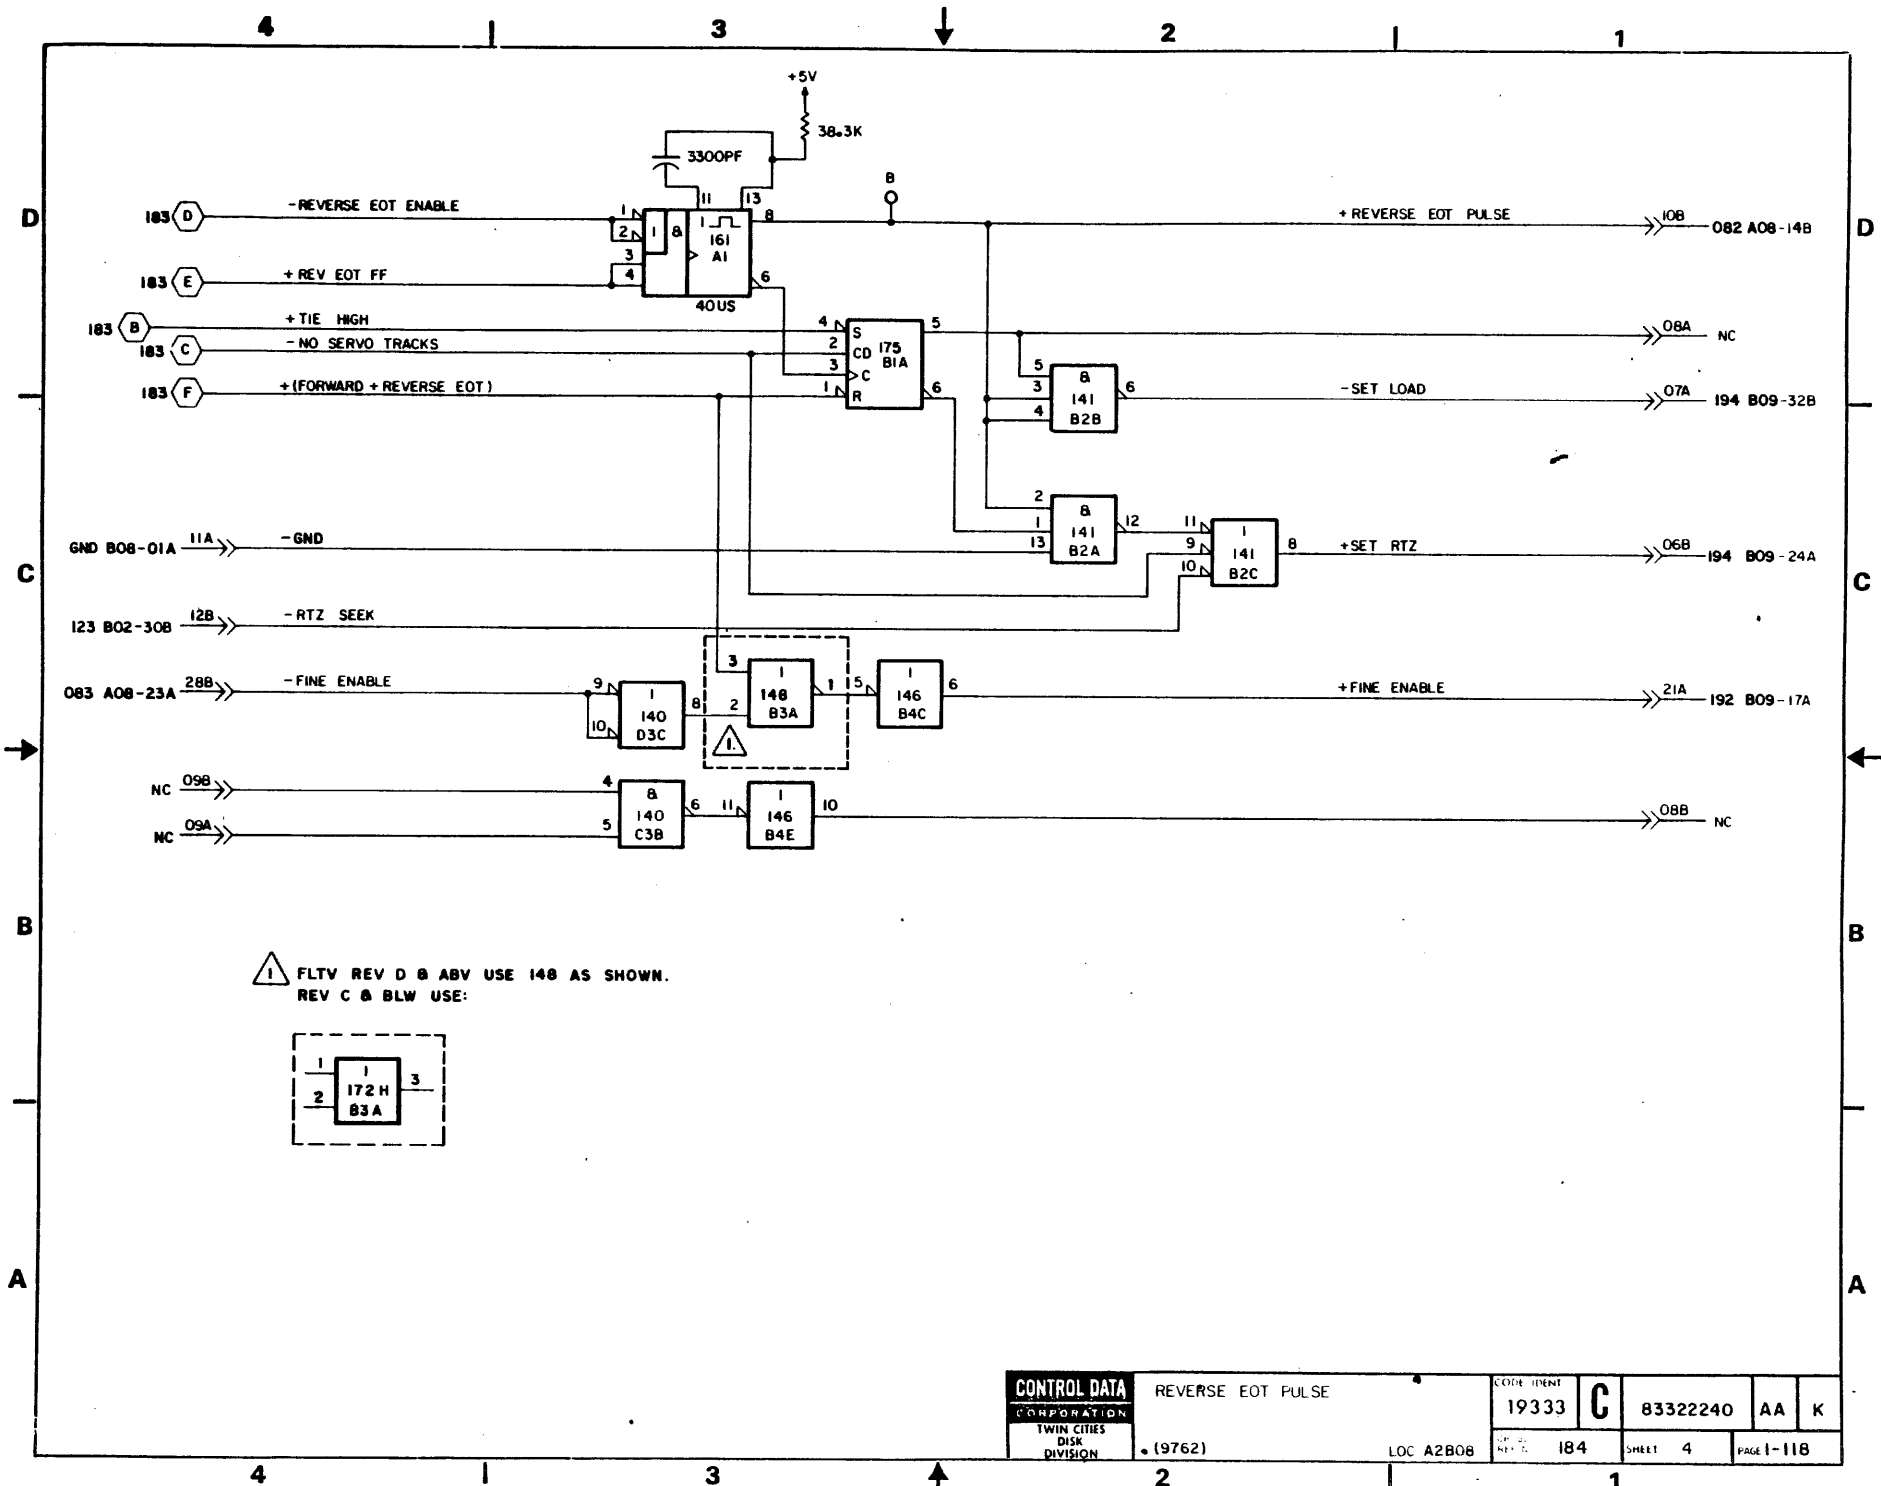 4 3 2 1
+5V
38.3K
3300PF
B
11 13
D 183 D -REVERSE EOT ENABLE 1 2 1 & 1 161 A1 8 +REVERSE EOT PULSE 10B 082 A08-14B D
183 E +REV EOT FF 3 4 6
40US
183 B +TIE HIGH 4 S 5 08A NC
183 C -NO SERVO TRACKS 2 CD 175 B1A
3 C
183 F +(FORWARD + REVERSE EOT) 1 R 6
5 3 4 & 141 B2B 6 -SET LOAD 07A 194 B09-32B
2 1 13 & 141 B2A 12
GND B08-01A 11A -GND
11 9 10 1 141 B2C 8 +SET RTZ 06B 194 B09-24A
C C
123 B02-30B 12B -RTZ SEEK
083 A08-23A 28B -FINE ENABLE 9 10 1 140 D3C 8
3 2 1 148 B3A 1
1
5 1 146 B4C 6 +FINE ENABLE 21A 192 B09-17A
NC 09B 4 & 140 C3B 6 11 1 146 B4E 10 08B NC
NC 09A 5
B B
1 FLTV REV D & ABV USE 148 AS SHOWN.
REV C & BLW USE:
1 2 1 172H B3A 3
A A
CONTROL DATA
CORPORATION
TWIN CITIES
DISK
DIVISION
REVERSE EOT PULSE
(9762) LOC A2B08
CODE IDENT
19333 C 83322240 AA K
184 SHEET 4 PAGE 1-118
4 3 2 1